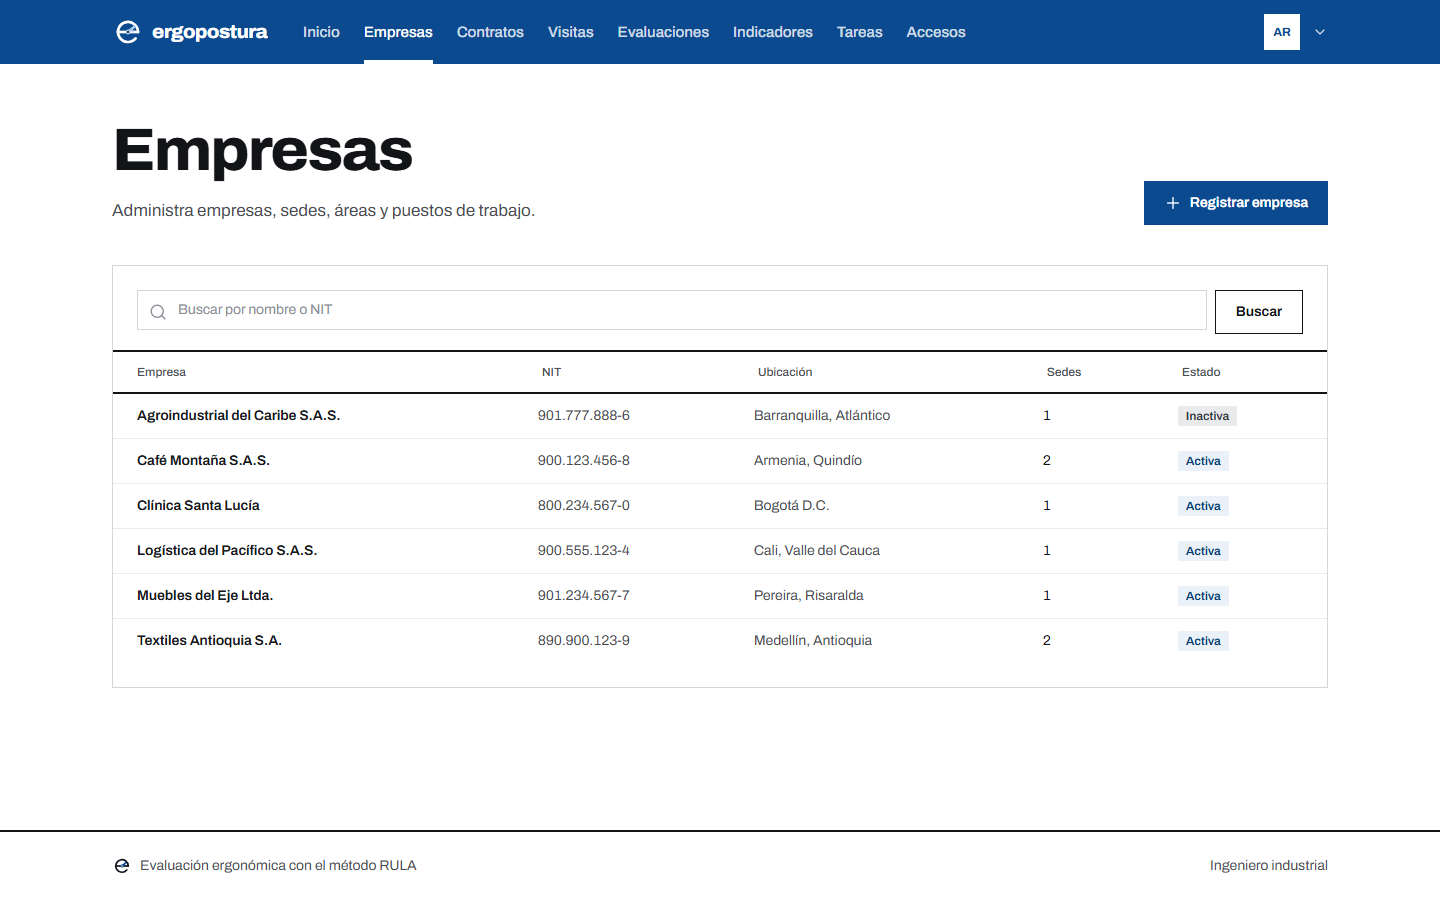 ergopostura Inicio Empresas Contratos Visitas Evaluaciones Indicadores Tareas Accesos AR
Empresas
Administra empresas, sedes, áreas y puestos de trabajo.
Registrar empresa
Buscar por nombre o NIT
Buscar
Empresa NIT Ubicación Sedes Estado
Agroindustrial del Caribe S.A.S. 901.777.888-6 Barranquilla, Atlántico 1 Inactiva
Café Montaña S.A.S. 900.123.456-8 Armenia, Quindío 2 Activa
Clínica Santa Lucía 800.234.567-0 Bogotá D.C. 1 Activa
Logística del Pacífico S.A.S. 900.555.123-4 Cali, Valle del Cauca 1 Activa
Muebles del Eje Ltda. 901.234.567-7 Pereira, Risaralda 1 Activa
Textiles Antioquia S.A. 890.900.123-9 Medellín, Antioquia 2 Activa
Evaluación ergonómica con el método RULA Ingeniero industrial